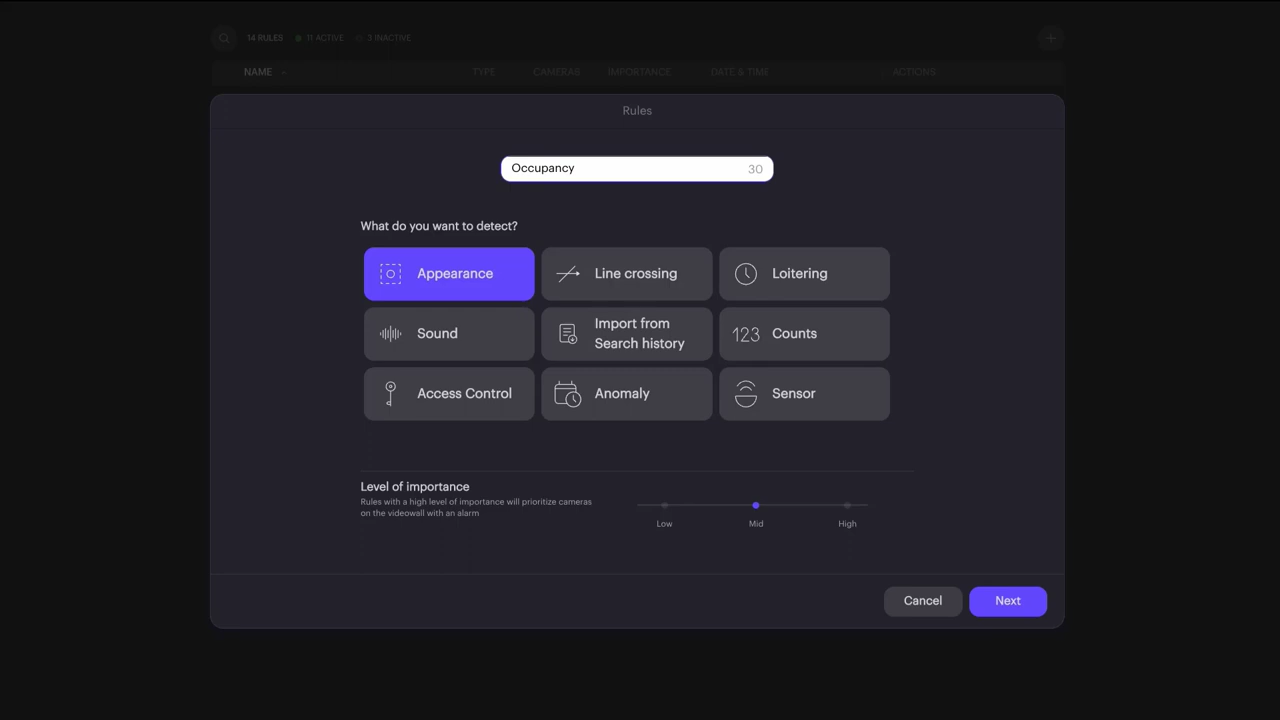 14 RULES 11 ACTIVE 3 INACTIVE
NAME TYPE CAMERAS IMPORTANCE DATE & TIME ACTIONS
Rules
Occupancy 30
What do you want to detect?
Appearance Line crossing Loitering
Sound Import from Search history 123 Counts
Access Control Anomaly Sensor
Level of importance
Rules with a high level of importance will prioritize cameras
on the videowall with an alarm
Low Mid High
Cancel Next